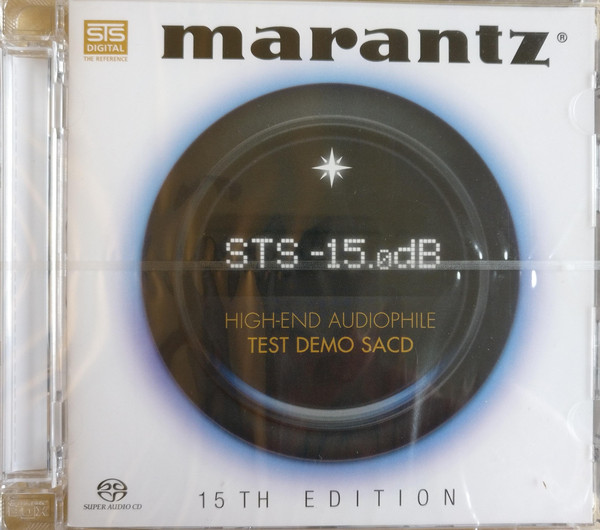 STS
DIGITAL
THE REFERENCE
marantz®
STS -15.0dB
HIGH-END AUDIOPHILE
TEST DEMO SACD
SUPER AUDIO CD
15TH EDITION